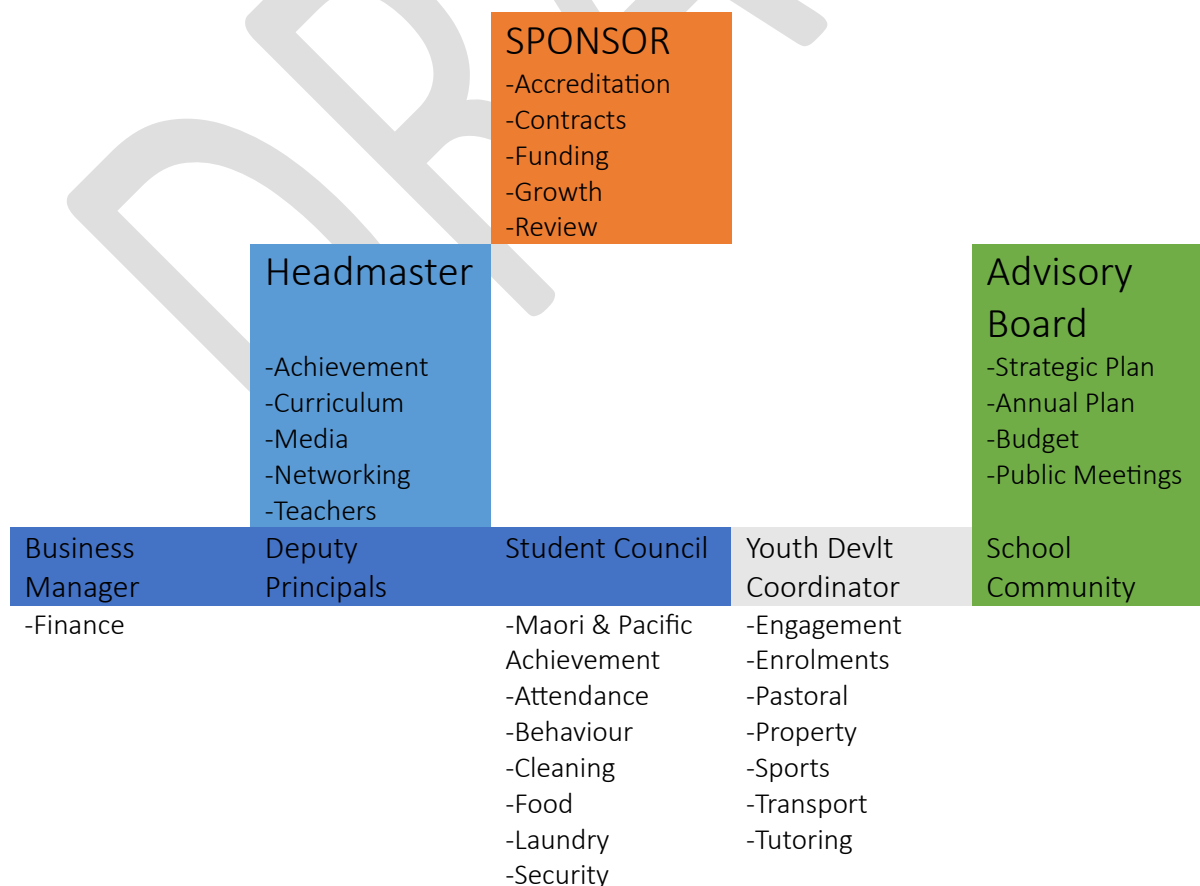 SPONSOR
-Accreditation
-Contracts
-Funding
-Growth
-Review
Headmaster
-Achievement
-Curriculum
-Media
-Networking
-Teachers
Advisory
Board
-Strategic Plan
-Annual Plan
-Budget
-Public Meetings
Business
Manager
-Finance
Deputy
Principals
Student Council
-Maori & Pacific
Achievement
-Attendance
-Behaviour
-Cleaning
-Food
-Laundry
-Security
Youth Devlt
Coordinator
-Engagement
-Enrolments
-Pastoral
-Property
-Sports
-Transport
-Tutoring
School
Community